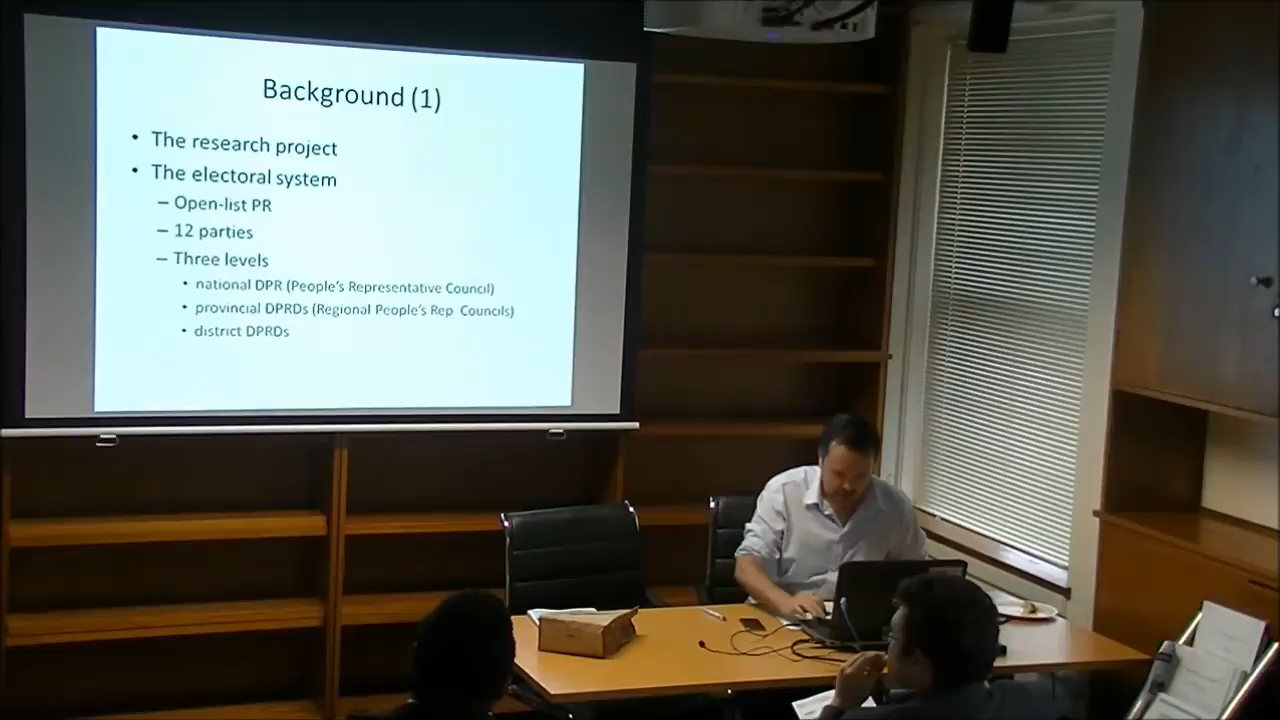 Background (1)
• The research project
• The electoral system
– Open-list PR
– 12 parties
– Three levels
• national DPR (People's Representative Council)
• provincial DPRDs (Regional People's Rep Councils)
• district DPRDs